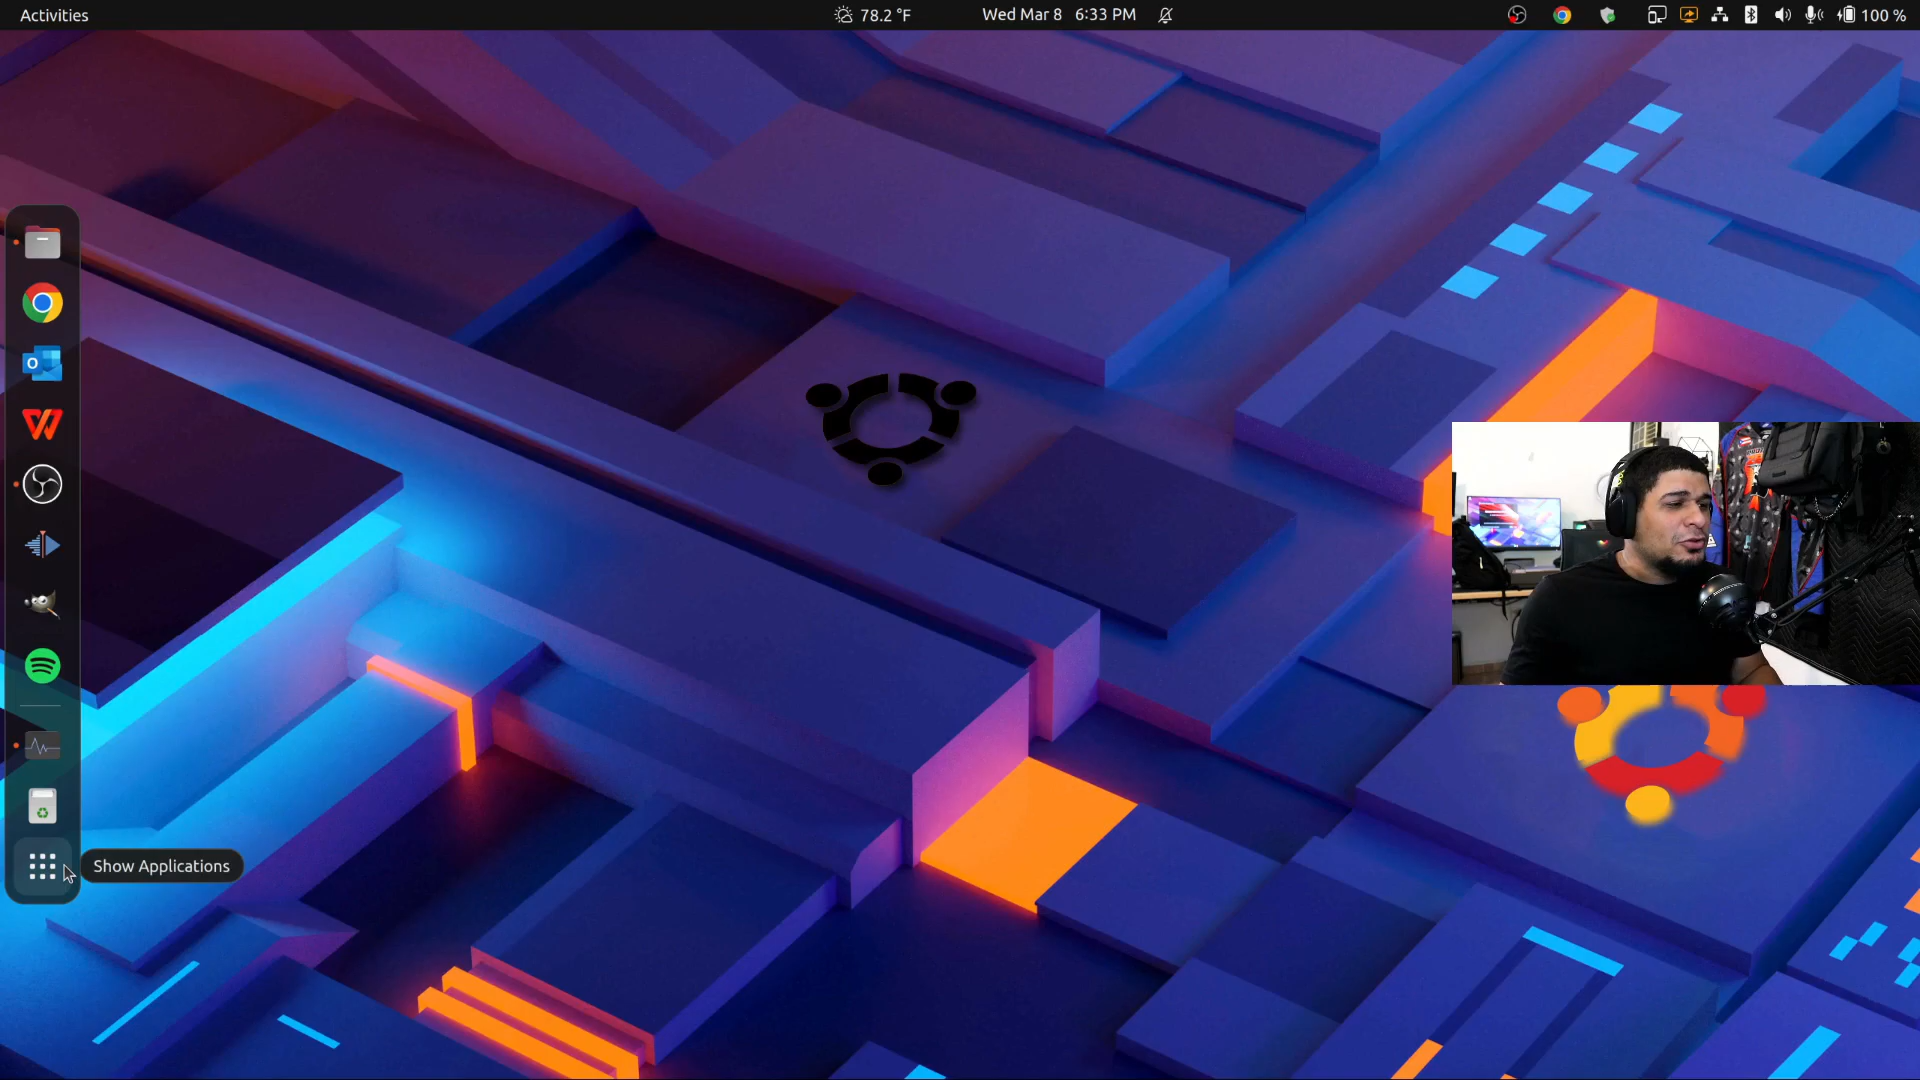 Activities
78.2 °F
Wed Mar 8 6:33 PM
100 %
Show Applications